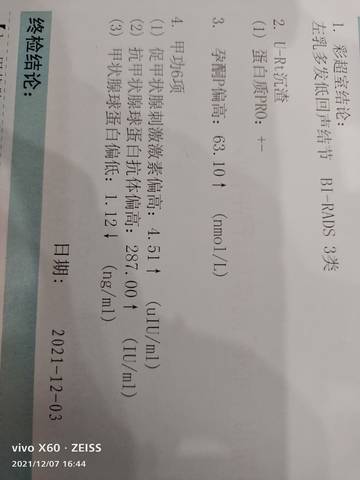 1. 彩超室结论:
左乳多发低回声结节 BI-RADS 3类
2. U-Rt沉渣
(1) 蛋白质PRO: +-
3. 孕酮P偏高: 63.10↑ (nmol/L)
4. 甲功6项
(1) 促甲状腺刺激激素偏高: 4.51↑ (uIU/ml)
(2) 抗甲状腺球蛋白抗体偏高: 287.00↑ (IU/ml)
(3) 甲状腺球蛋白偏低: 1.12↓ (ng/ml)
日期: 2021-12-03
终检结论:
vivo X60 · ZEISS
2021/12/07 16:44